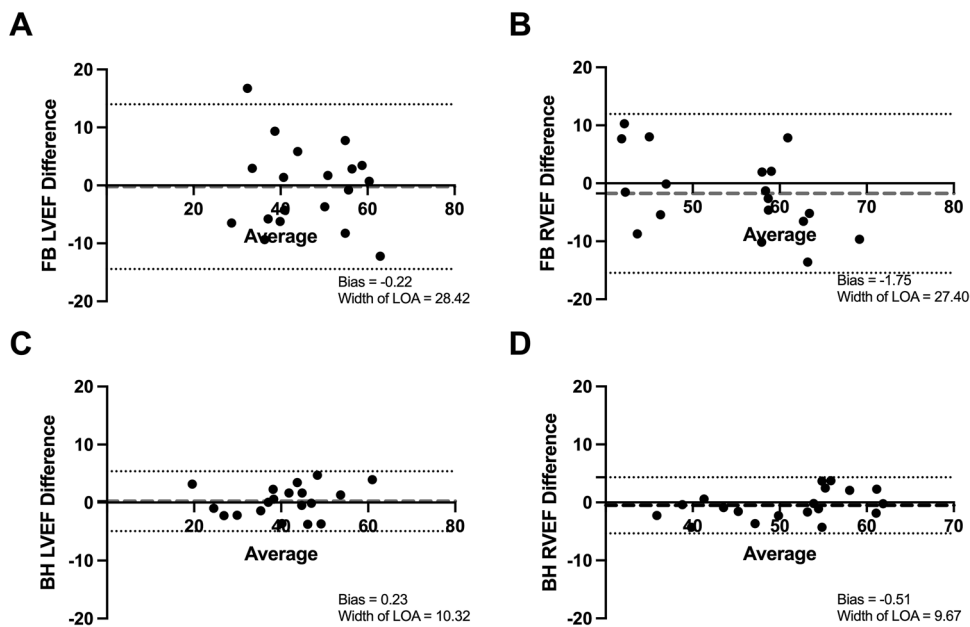 A
FB LVEF Difference
20
10
0
-10
-20
20
40
60
80
Average
Bias = -0.22
Width of LOA = 28.42
B
FB RVEF Difference
20
10
0
-10
-20
50
60
70
80
Average
Bias = -1.75
Width of LOA = 27.40
C
BH LVEF Difference
20
10
0
-10
-20
20
40
60
80
Average
Bias = 0.23
Width of LOA = 10.32
D
BH RVEF Difference
20
10
0
-10
-20
40
50
60
70
Average
Bias = -0.51
Width of LOA = 9.67